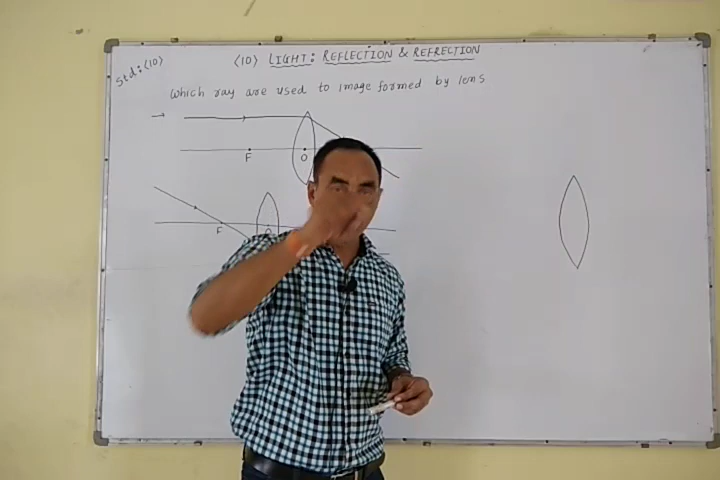 Std:(10)
(10) LIGHT: REFLECTION & REFRECTION
Which ray are used to image formed by lens
F
O
F